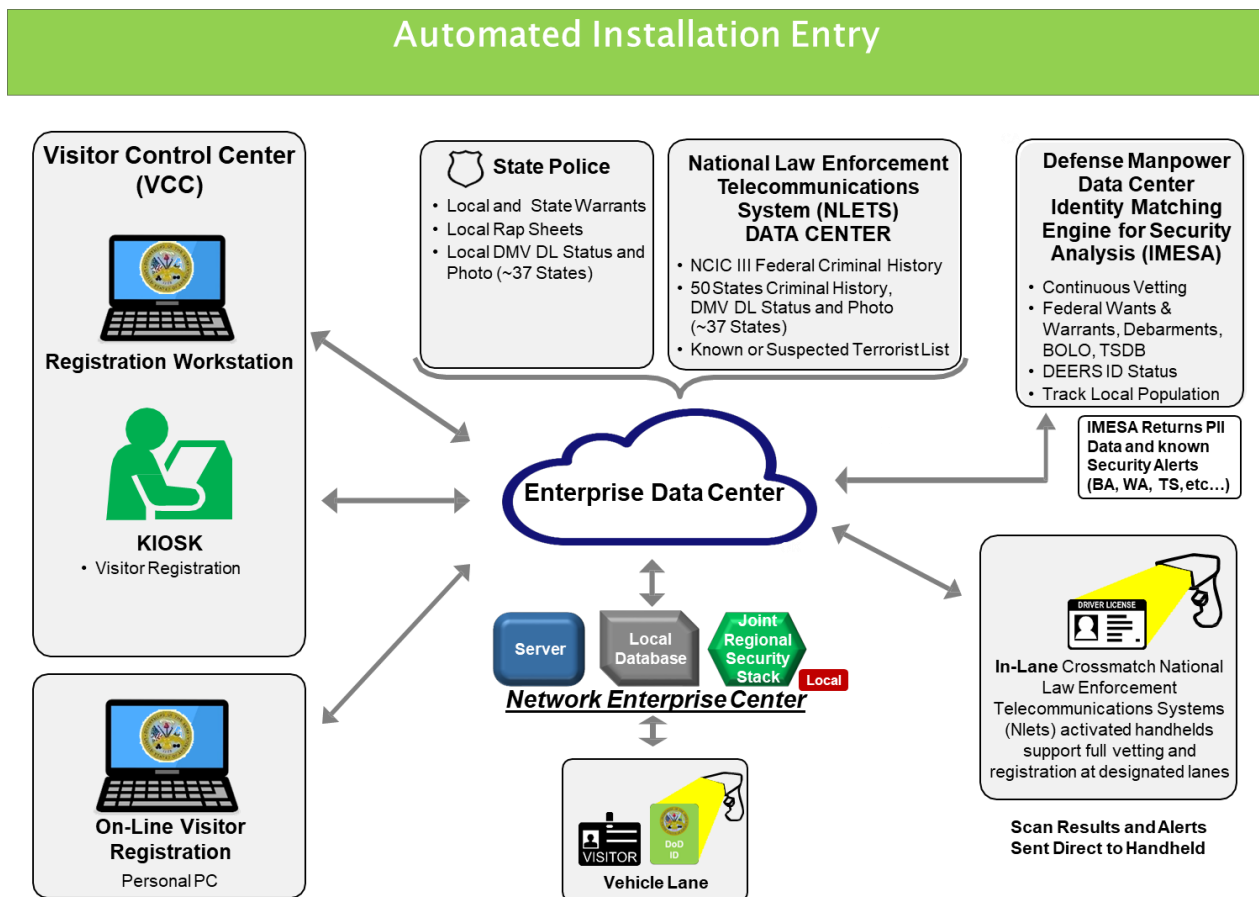 Automated Installation Entry
Visitor Control Center
(VCC)
Registration Workstation
KIOSK
• Visitor Registration
On-Line Visitor
Registration
Personal PC
State Police
• Local and State Warrants
• Local Rap Sheets
• Local DMV DL Status and
Photo (~37 States)
National Law Enforcement
Telecommunications
System (NLETS)
DATA CENTER
• NCIC III Federal Criminal History
• 50 States Criminal History,
DMV DL Status and Photo
(~37 States)
• Known or Suspected Terrorist List
Defense Manpower
Data Center
Identity Matching
Engine for Security
Analysis (IMESA)
• Continuous Vetting
• Federal Wants &
Warrants, Debarments,
BOLO, TSDB
• DEERS ID Status
• Track Local Population
IMESA Returns PII
Data and known
Security Alerts
(BA, WA, TS, etc…)
Enterprise Data Center
Server
Local
Database
Joint
Regional
Security
Stack
Local
Network Enterprise Center
VISITOR
DoD
ID
Vehicle Lane
DRIVER LICENSE
In-Lane Crossmatch National
Law Enforcement
Telecommunications Systems
(Nlets) activated handhelds
support full vetting and
registration at designated lanes
Scan Results and Alerts
Sent Direct to Handheld